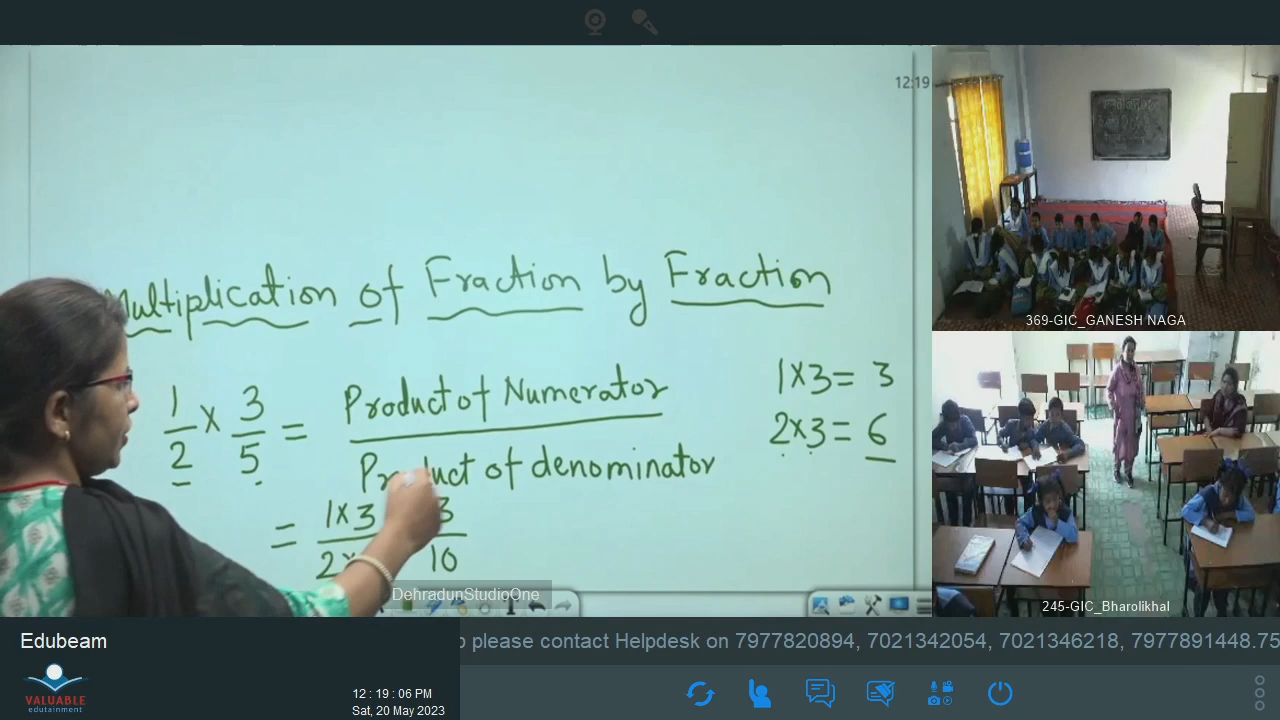 12:19
Multiplication of Fraction by Fraction
1/2 × 3/5 = Product of Numerator / Product of denominator
1×3= 3
2×3= 6
= 1×3 / 2× 3 / 10
DehradunStudioOne
369-GIC_GANESH NAGA
245-GIC_Bharolikhal
Edubeam
VALUABLE
edutainment
12 : 19 : 06 PM
Sat, 20 May 2023
please contact Helpdesk on 7977820894, 7021342054, 7021346218, 7977891448.75